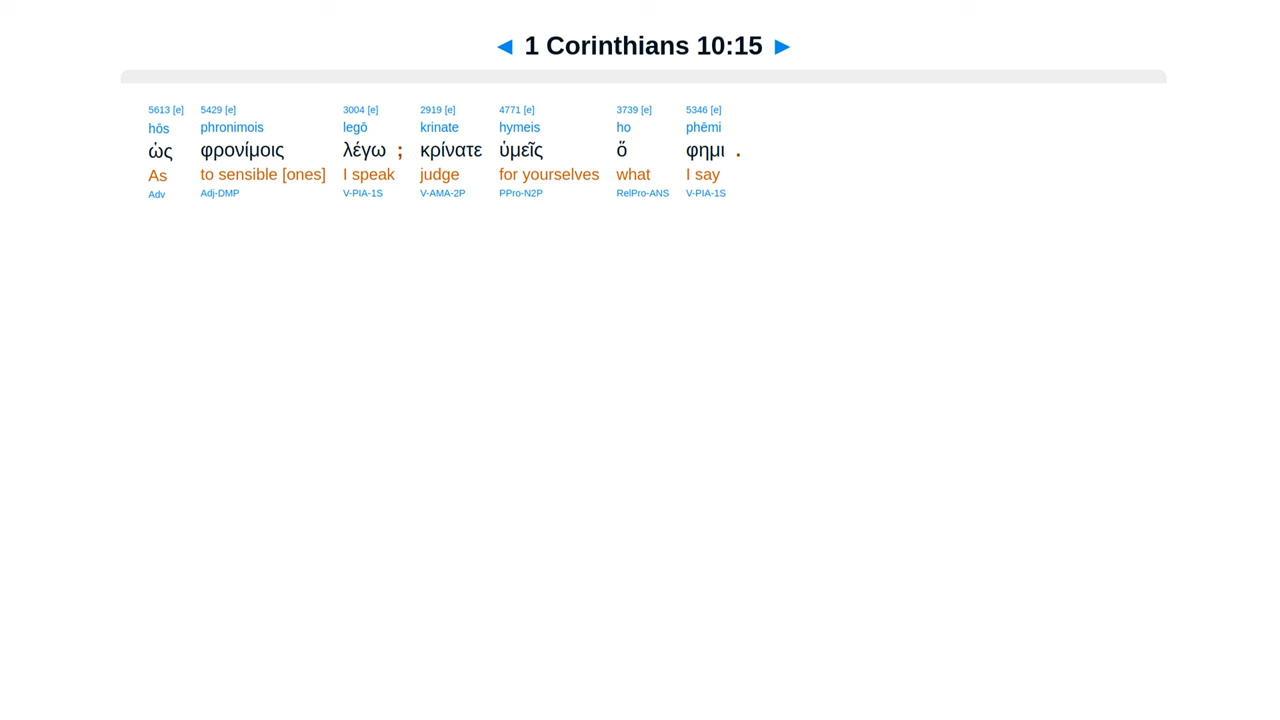 ◄ 1 Corinthians 10:15 ►
5613 [e] 5429 [e] 3004 [e] 2919 [e] 4771 [e] 3739 [e] 5346 [e]
hōs phronimois legō krinate hymeis ho phēmi
ὡς φρονίμοις λέγω ; κρίνατε ὑμεῖς ὅ φημι .
As to sensible [ones] I speak judge for yourselves what I say
Adv Adj-DMP V-PIA-1S V-AMA-2P PPro-N2P RelPro-ANS V-PIA-1S